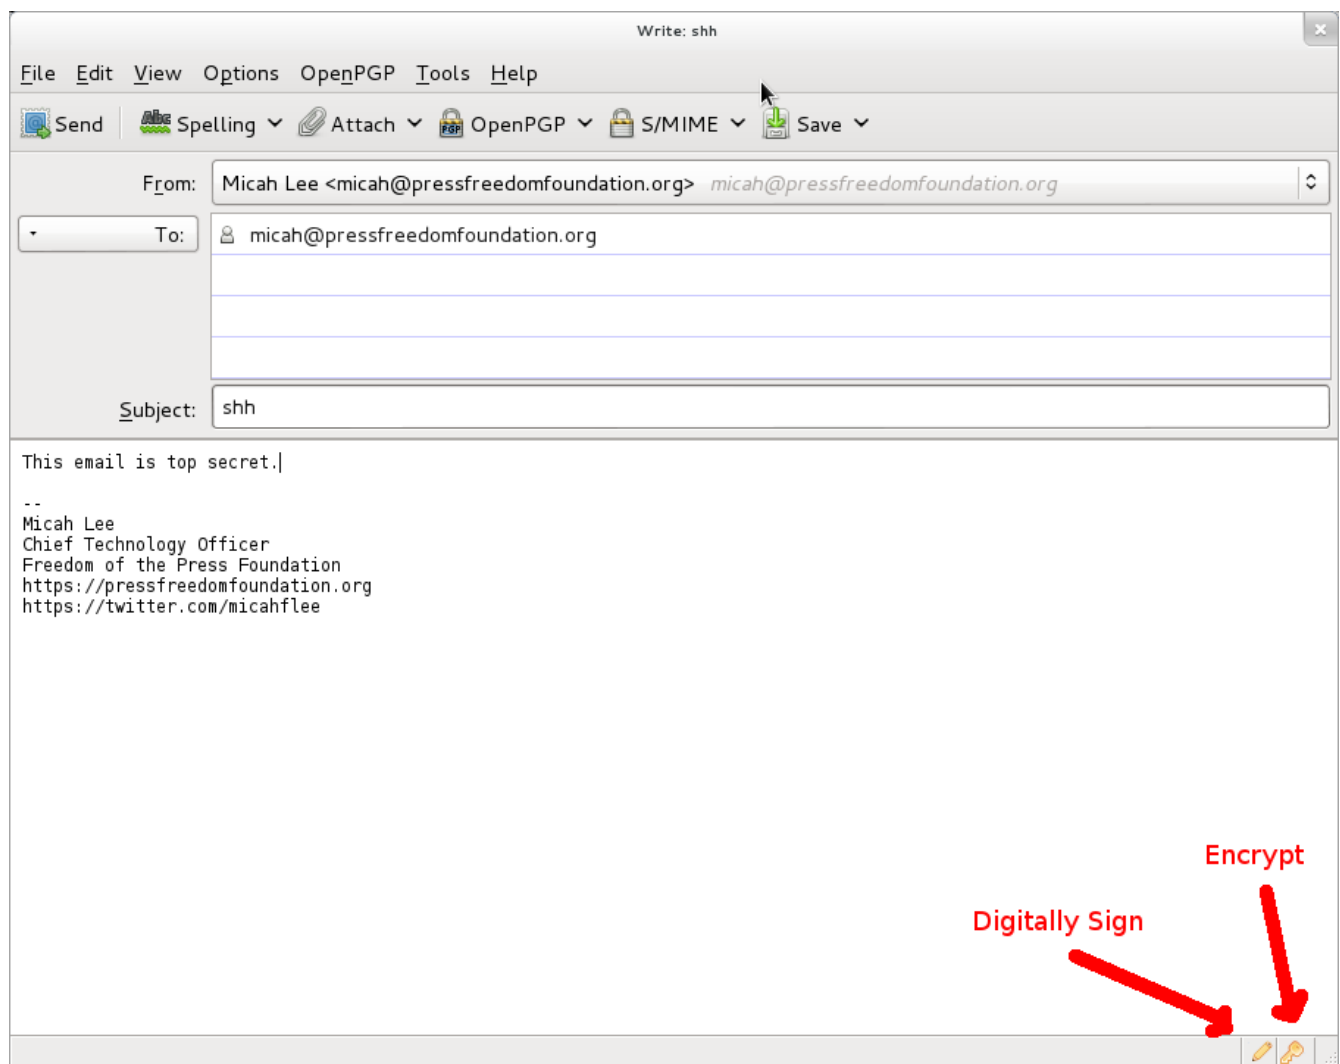 Write: shh
File Edit View Options OpenPGP Tools Help
Send Abc Spelling Attach PGP OpenPGP S/MIME Save
From: Micah Lee <micah@pressfreedomfoundation.org> micah@pressfreedomfoundation.org
To: micah@pressfreedomfoundation.org
Subject: shh
This email is top secret.
--
Micah Lee
Chief Technology Officer
Freedom of the Press Foundation
https://pressfreedomfoundation.org
https://twitter.com/micahflee
Encrypt
Digitally Sign